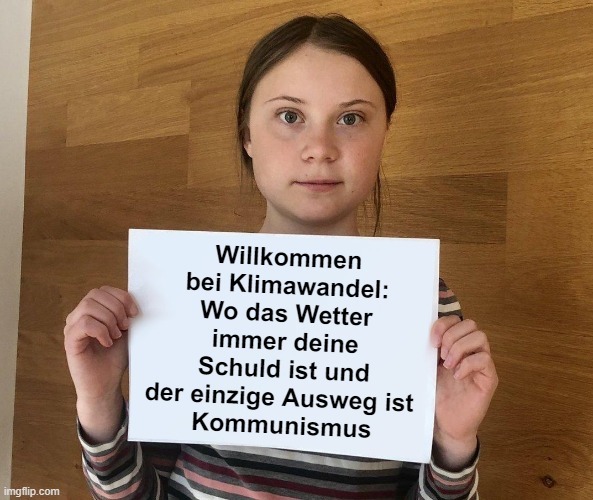 Willkommen
bei Klimawandel:
Wo das Wetter
immer deine
Schuld ist und
der einzige Ausweg ist
Kommunismus
imgflip.com